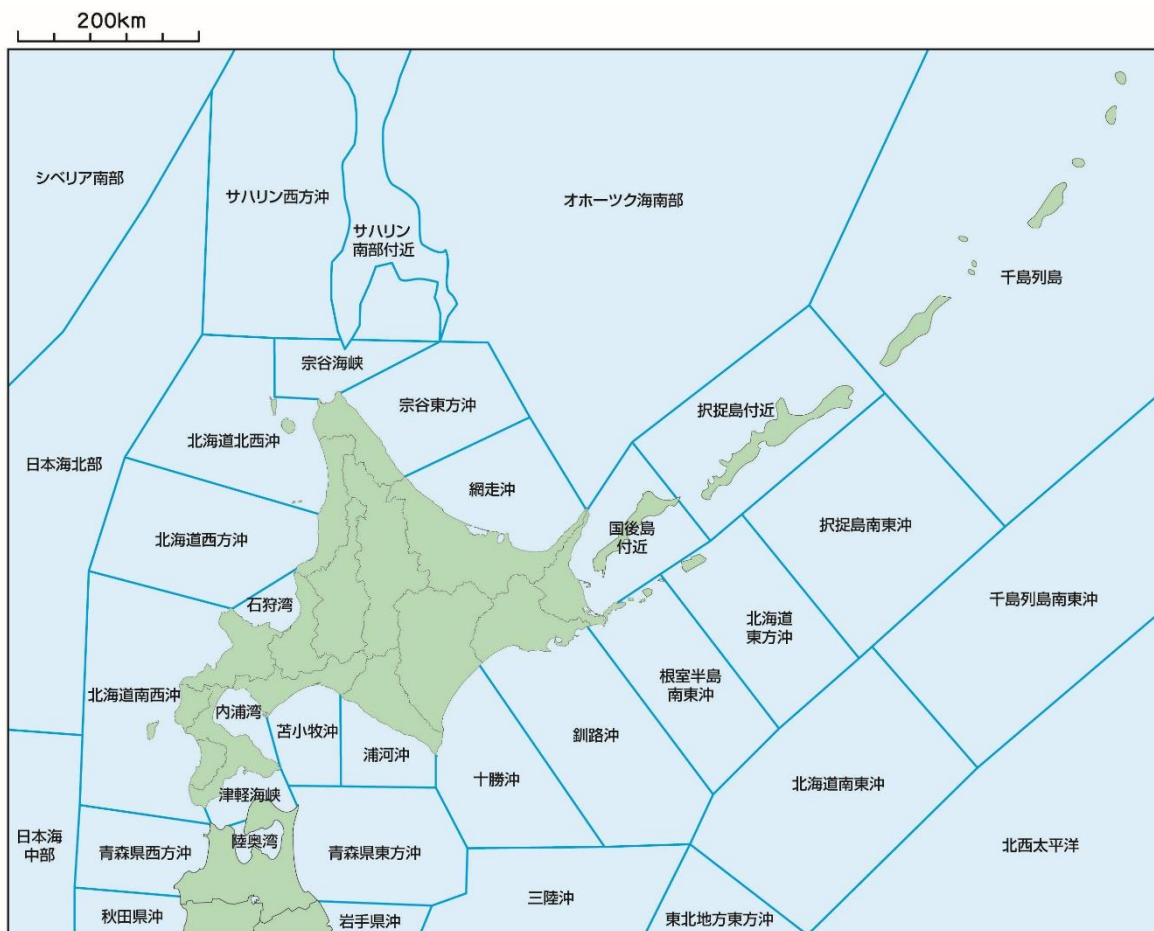 200km
シベリア南部
サハリン西方沖
オホーツク海南部
サハリン
南部付近
千島列島
宗谷海峡
宗谷東方沖
択捉島付近
北海道北西沖
日本海北部
網走沖
国後島
付近
択捉島南東沖
北海道西方沖
石狩湾
千島列島南東沖
北海道
東方沖
根室半島
南東沖
北海道南西沖
内浦湾
苫小牧沖
浦河沖
十勝沖
釧路沖
北海道南東沖
津軽海峡
日本海
中部
青森県西方沖
陸奥湾
青森県東方沖
北西太平洋
三陸沖
秋田県沖
岩手県沖
東北地方東方沖